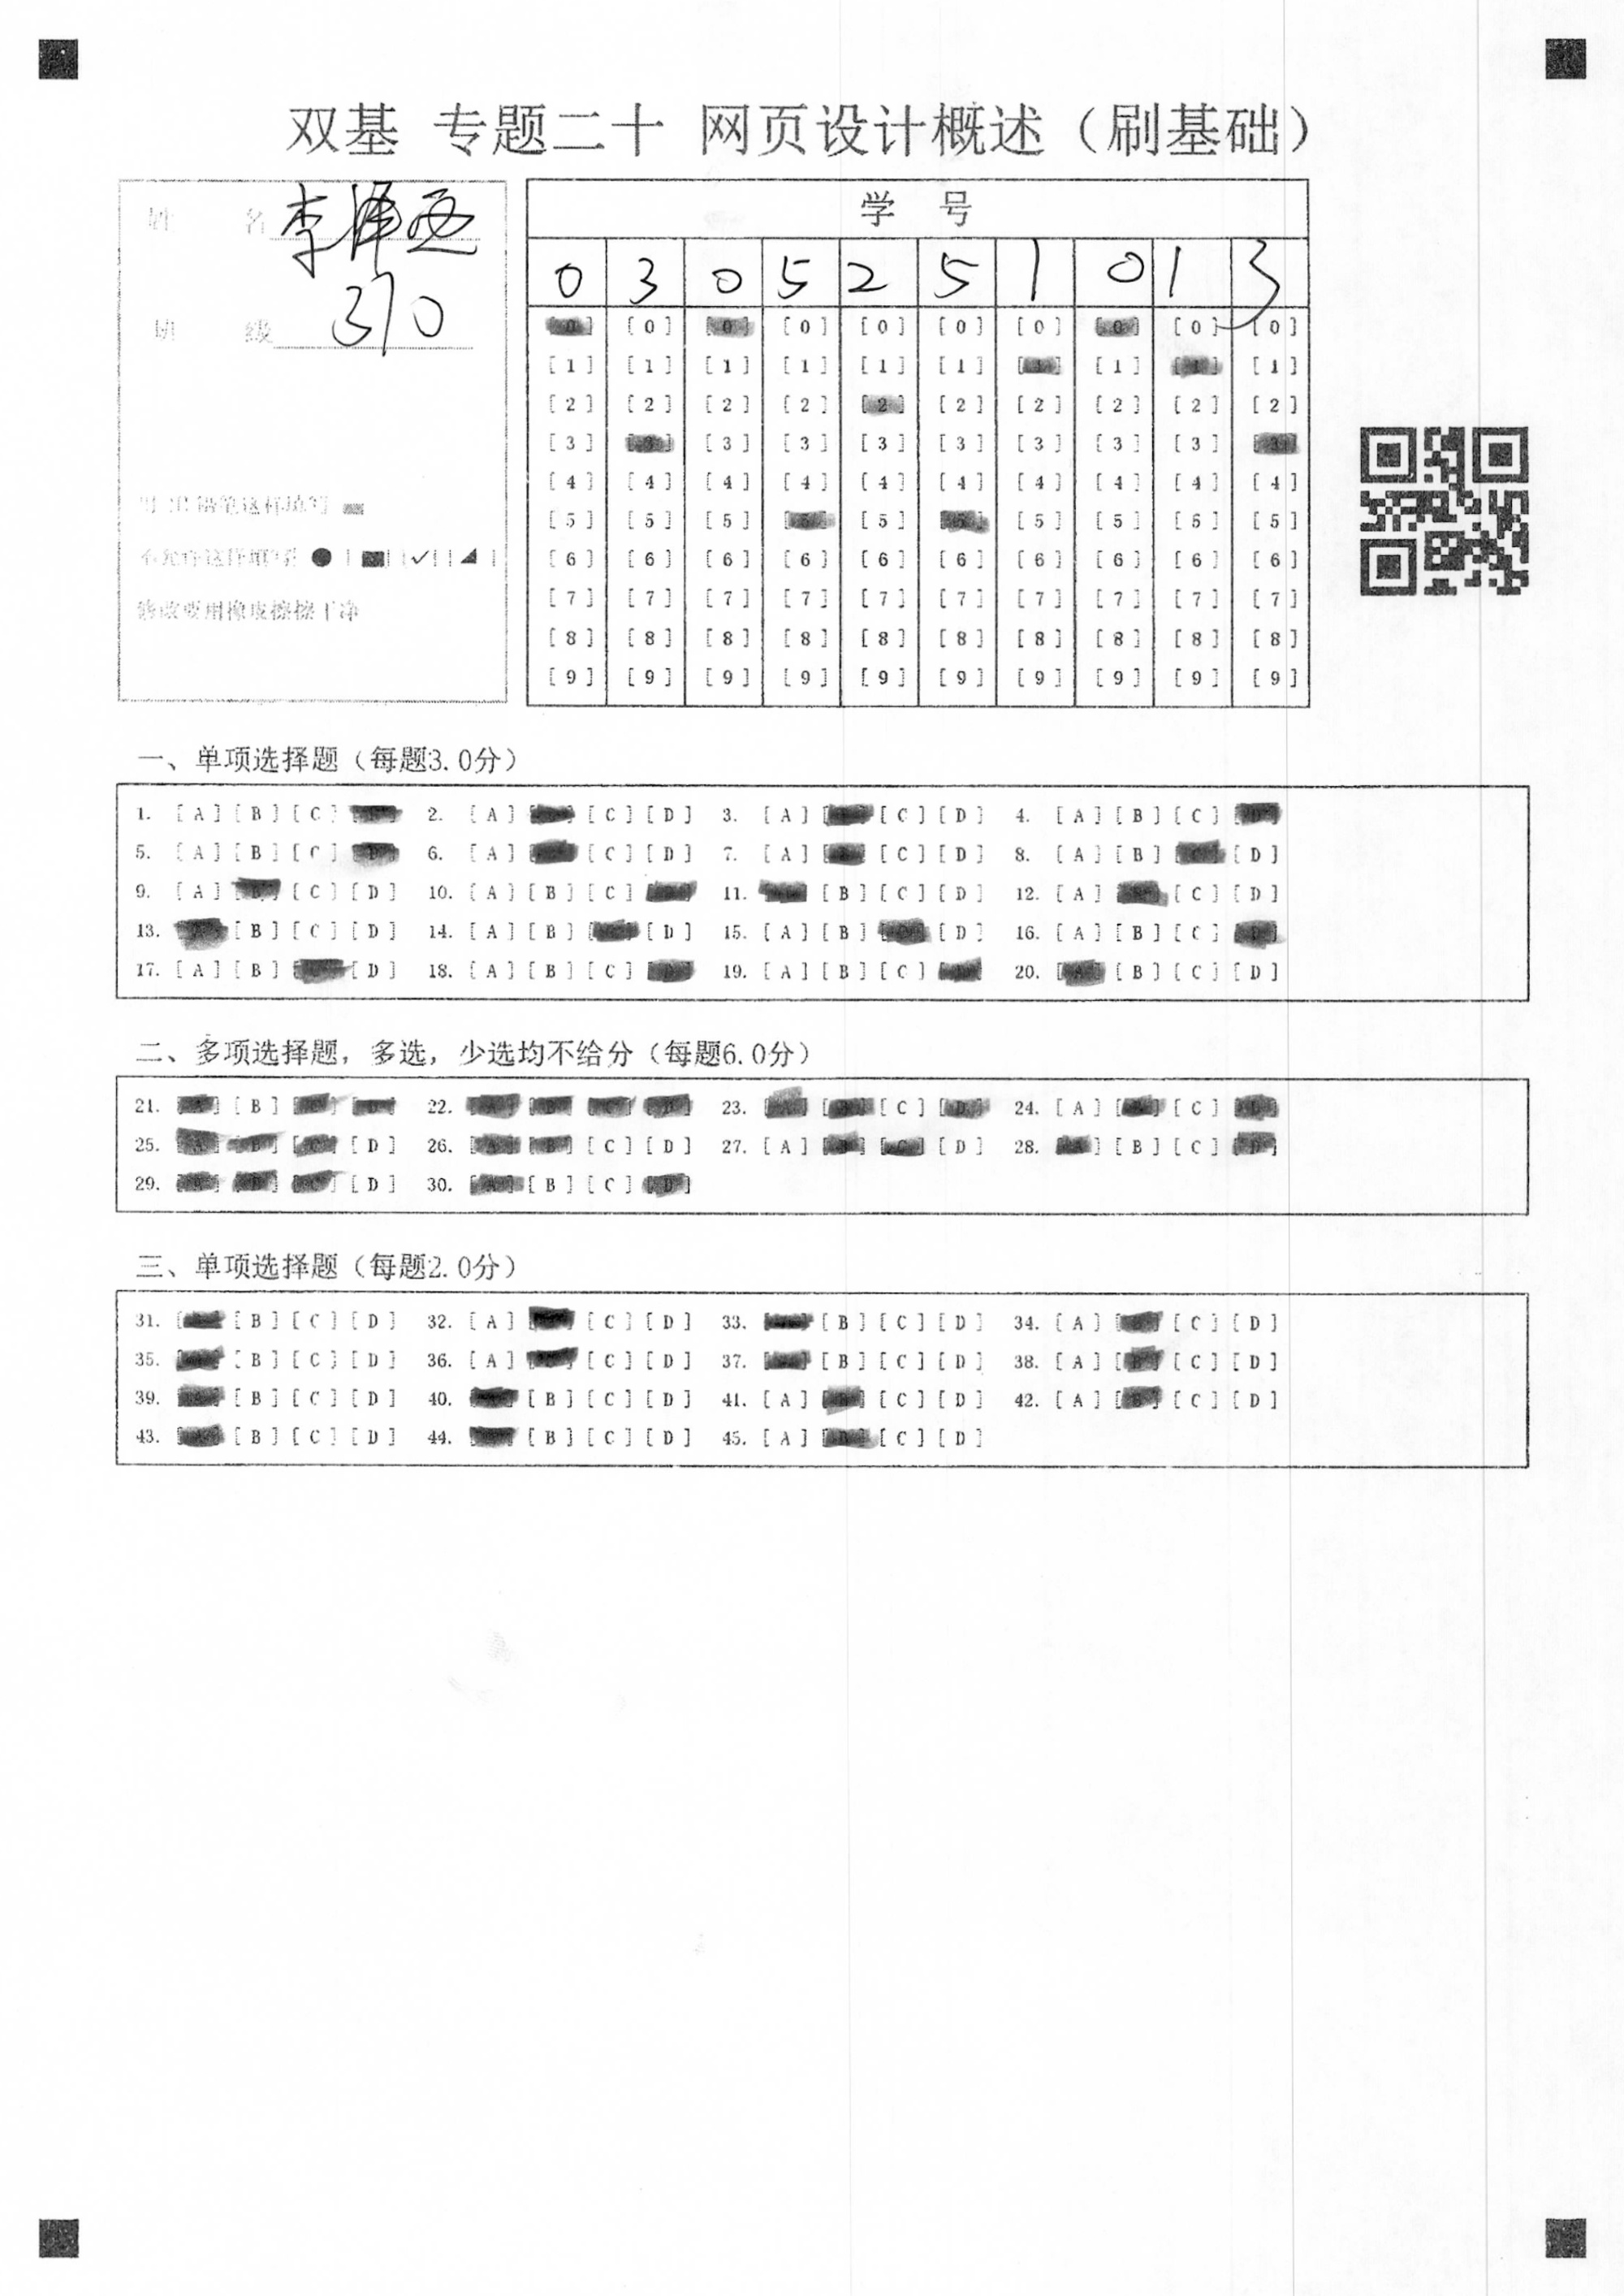 双基 专题二十 网页设计概述（刷基础）
姓 名 李泽西
班 级 310
不允许这样填写
修改要用橡皮擦擦干净
学 号
0 3 0 5 2 5 1 0 1 3
[0] [0] [0] [0] [0] [0] [0] [0] [0] [0]
[1] [1] [1] [1] [1] [1] [1] [1] [1] [1]
[2] [2] [2] [2] [2] [2] [2] [2] [2] [2]
[3] [3] [3] [3] [3] [3] [3] [3] [3] [3]
[4] [4] [4] [4] [4] [4] [4] [4] [4] [4]
[5] [5] [5] [5] [5] [5] [5] [5] [5] [5]
[6] [6] [6] [6] [6] [6] [6] [6] [6] [6]
[7] [7] [7] [7] [7] [7] [7] [7] [7] [7]
[8] [8] [8] [8] [8] [8] [8] [8] [8] [8]
[9] [9] [9] [9] [9] [9] [9] [9] [9] [9]
一、单项选择题（每题3.0分）
1. [A] [B] [C] 2. [A] [C] [D] 3. [A] [C] [D] 4. [A] [B] [C]
5. [A] [B] [C] 6. [A] [C] [D] 7. [A] [C] [D] 8. [A] [B] [D]
9. [A] [C] [D] 10. [A] [B] [C] 11. [B] [C] [D] 12. [A] [C] [D]
13. [B] [C] [D] 14. [A] [B] [D] 15. [A] [B] [D] 16. [A] [B] [C]
17. [A] [B] [D] 18. [A] [B] [C] 19. [A] [B] [C] 20. [B] [C] [D]
二、多项选择题，多选，少选均不给分（每题6.0分）
21. [B] 22. 23. [C] 24. [A] [C]
25. [D] 26. [C] [D] 27. [A] [D] 28. [B] [C]
29. [D] 30. [B] [C]
三、单项选择题（每题2.0分）
31. [B] [C] [D] 32. [A] [C] [D] 33. [B] [C] [D] 34. [A] [C] [D]
35. [B] [C] [D] 36. [A] [C] [D] 37. [B] [C] [D] 38. [A] [C] [D]
39. [B] [C] [D] 40. [B] [C] [D] 41. [A] [C] [D] 42. [A] [C] [D]
43. [B] [C] [D] 44. [B] [C] [D] 45. [A] [C] [D]